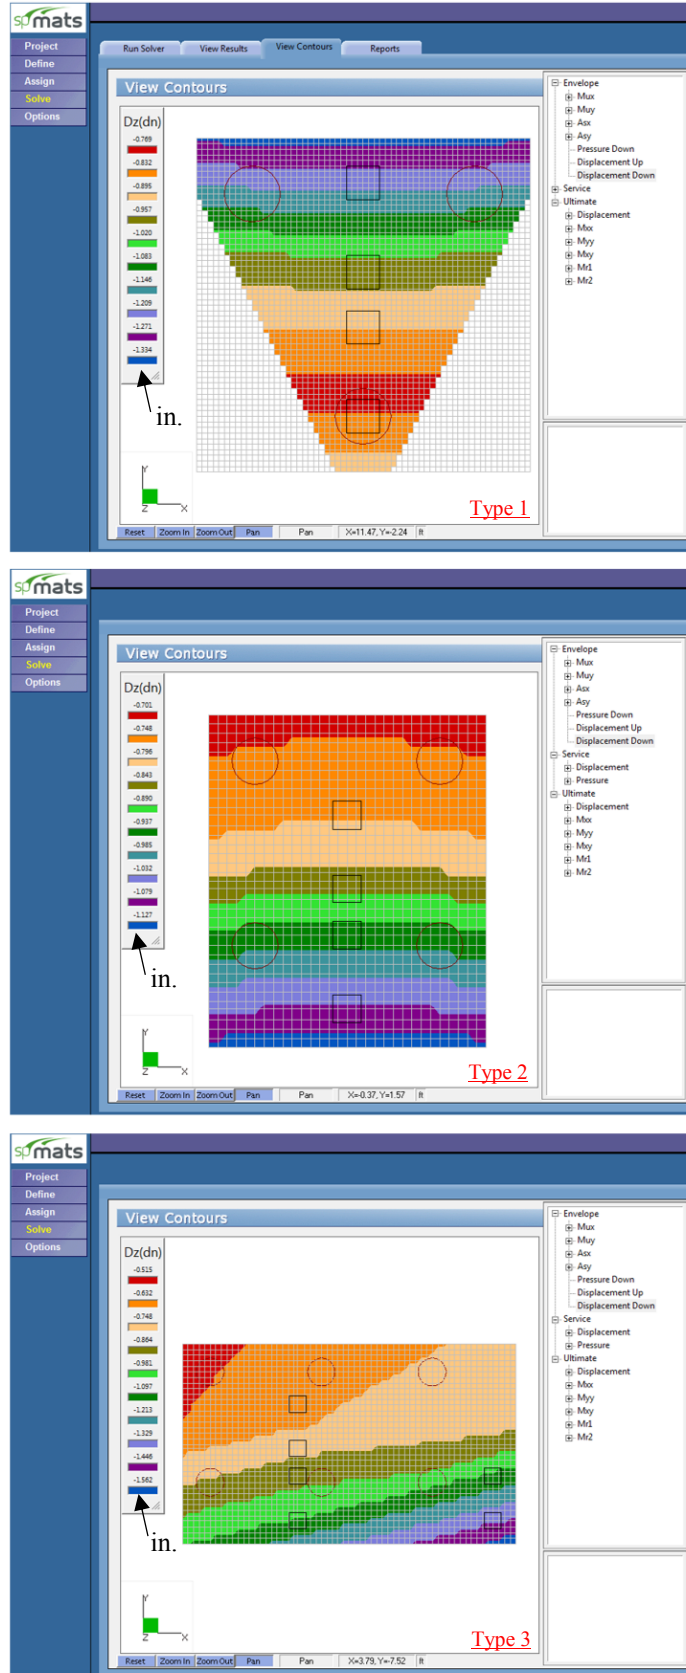 spmats
Project
Define
Assign
Solve
Options
Run Solver View Results View Contours Reports
View Contours
Dz(dn)
-0.769
-0.832
-0.895
-0.957
-1.020
-1.083
-1.146
-1.209
-1.271
-1.334
in.
Y
Z X
Type 1
Reset Zoom In Zoom Out Pan Pan X=11.47, Y=-2.24 ft
Envelope
Mux
Muy
Asx
Asy
Pressure Down
Displacement Up
Displacement Down
Service
Ultimate
Displacement
Mxx
Myy
Mxy
Mr1
Mr2
spmats
Project
Define
Assign
Solve
Options
View Contours
Dz(dn)
-0.701
-0.748
-0.796
-0.843
-0.890
-0.937
-0.985
-1.032
-1.079
-1.127
in.
Y
Z X
Type 2
Reset Zoom In Zoom Out Pan Pan X=-0.37, Y=1.57 ft
Envelope
Mux
Muy
Asx
Asy
Pressure Down
Displacement Up
Displacement Down
Service
Displacement
Pressure
Ultimate
Displacement
Mxx
Myy
Mxy
Mr1
Mr2
spmats
Project
Define
Assign
Solve
Options
View Contours
Dz(dn)
-0.515
-0.632
-0.748
-0.864
-0.981
-1.097
-1.213
-1.329
-1.446
-1.562
in.
Y
Z X
Type 3
Reset Zoom In Zoom Out Pan Pan X=3.79, Y=-7.52 ft
Envelope
Mux
Muy
Asx
Asy
Pressure Down
Displacement Up
Displacement Down
Service
Displacement
Pressure
Ultimate
Displacement
Mxx
Myy
Mxy
Mr1
Mr2